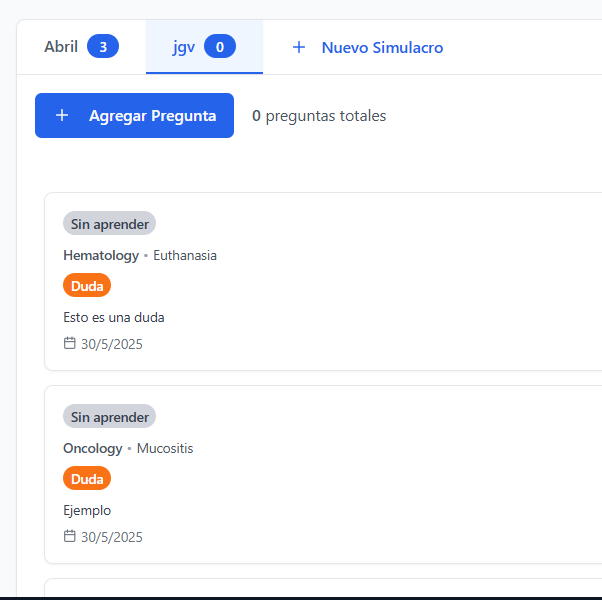 Abril 3 jgv 0 + Nuevo Simulacro
+ Agregar Pregunta 0 preguntas totales
Sin aprender
Hematology • Euthanasia
Duda
Esto es una duda
30/5/2025
Sin aprender
Oncology • Mucositis
Duda
Ejemplo
30/5/2025